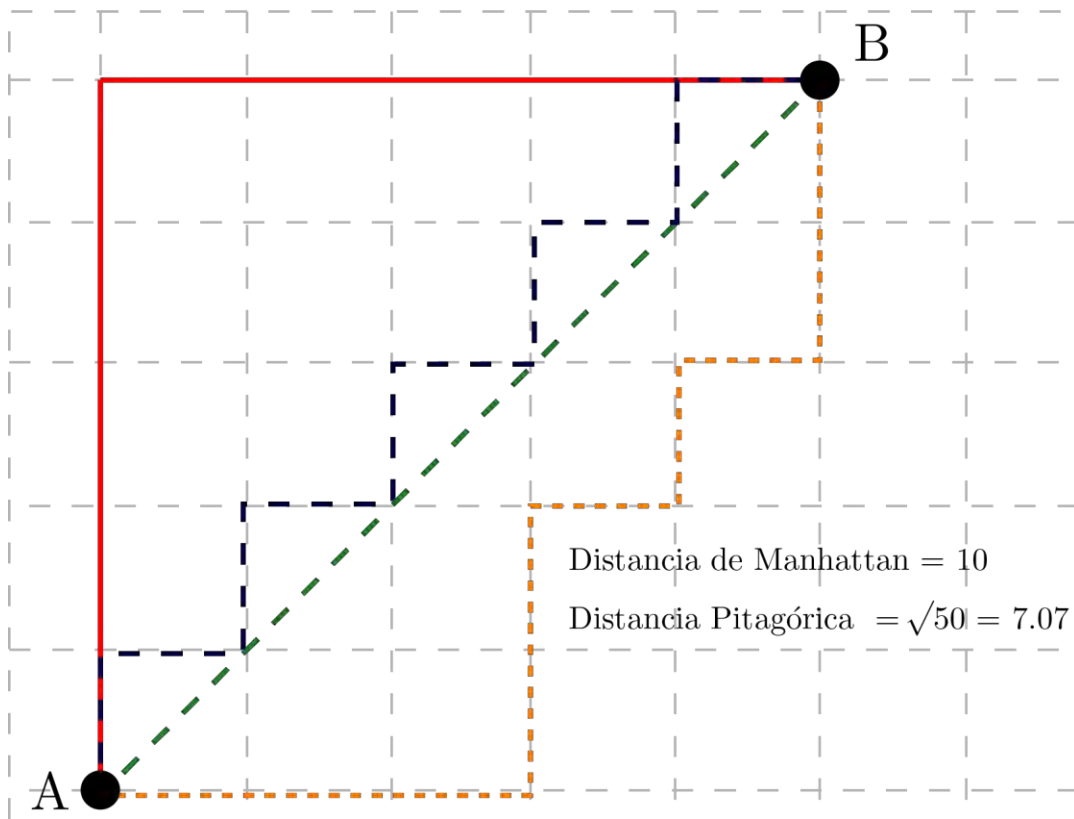 B
Distancia de Manhattan = 10
Distancia Pitagórica = √50 = 7.07
A